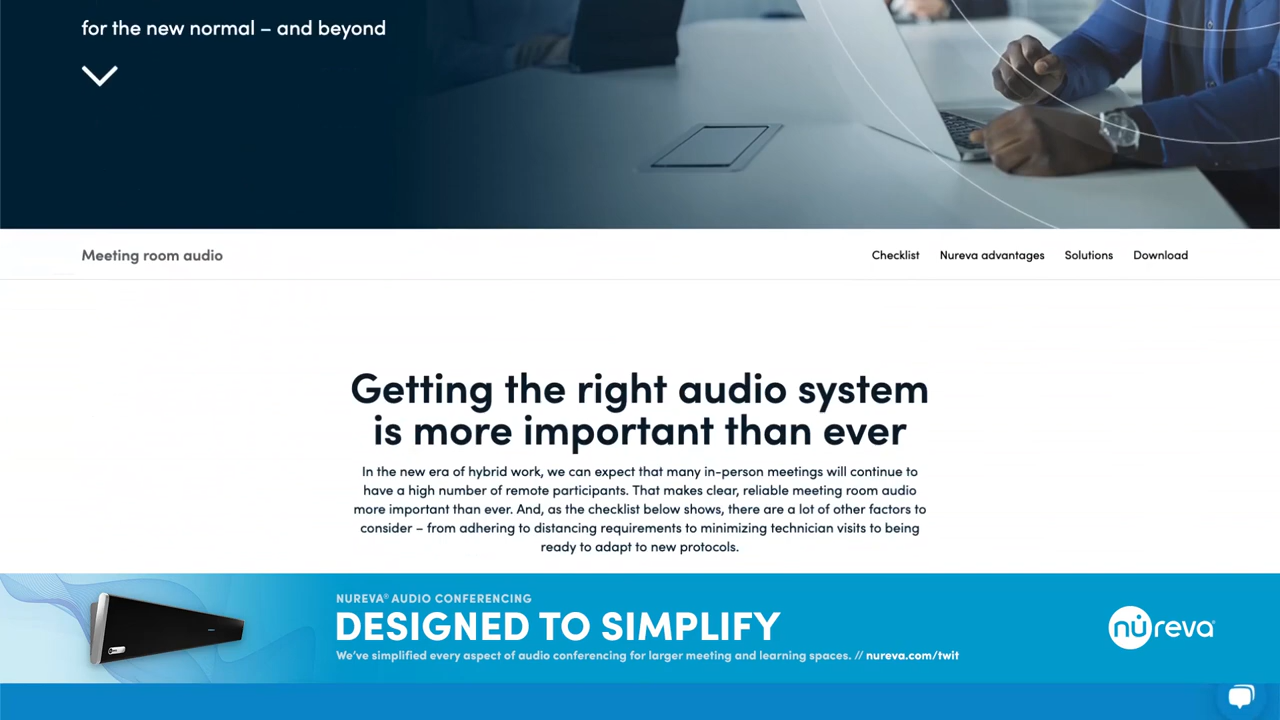 for the new normal – and beyond
Meeting room audio
Checklist Nureva advantages Solutions Download
Getting the right audio system
is more important than ever
In the new era of hybrid work, we can expect that many in-person meetings will continue to
have a high number of remote participants. That makes clear, reliable meeting room audio
more important than ever. And, as the checklist below shows, there are a lot of other factors to
consider – from adhering to distancing requirements to minimizing technician visits to being
ready to adapt to new protocols.
NUREVA® AUDIO CONFERENCING
DESIGNED TO SIMPLIFY
We've simplified every aspect of audio conferencing for larger meeting and learning spaces. // nureva.com/twit
nureva